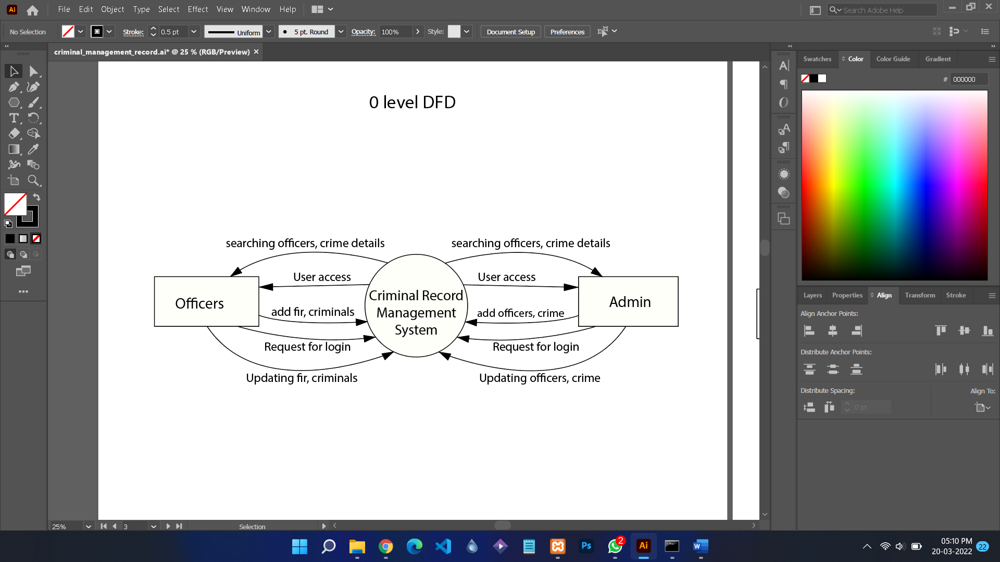 Ai
File Edit Object Type Select Effect View Window Help
Search Adobe Help
No Selection
Stroke:
0.5 pt
Uniform
5 pt. Round
Opacity:
100%
Style:
Document Setup
Preferences
criminal_management_record.ai* @ 25 % (RGB/Preview)
Swatches
Color
Color Guide
Gradient
# 000000
0 level DFD
searching officers, crime details
searching officers, crime details
User access
User access
Officers
Criminal Record
Management
System
Admin
add fir, criminals
add officers, crime
Request for login
Request for login
Updating fir, criminals
Updating officers, crime
Layers
Properties
Align
Transform
Stroke
Align Anchor Points:
Distribute Anchor Points:
Distribute Spacing:
Align To:
0 pt
25%
3
Selection
Ps
2
Ai
W
05:10 PM
20-03-2022
22